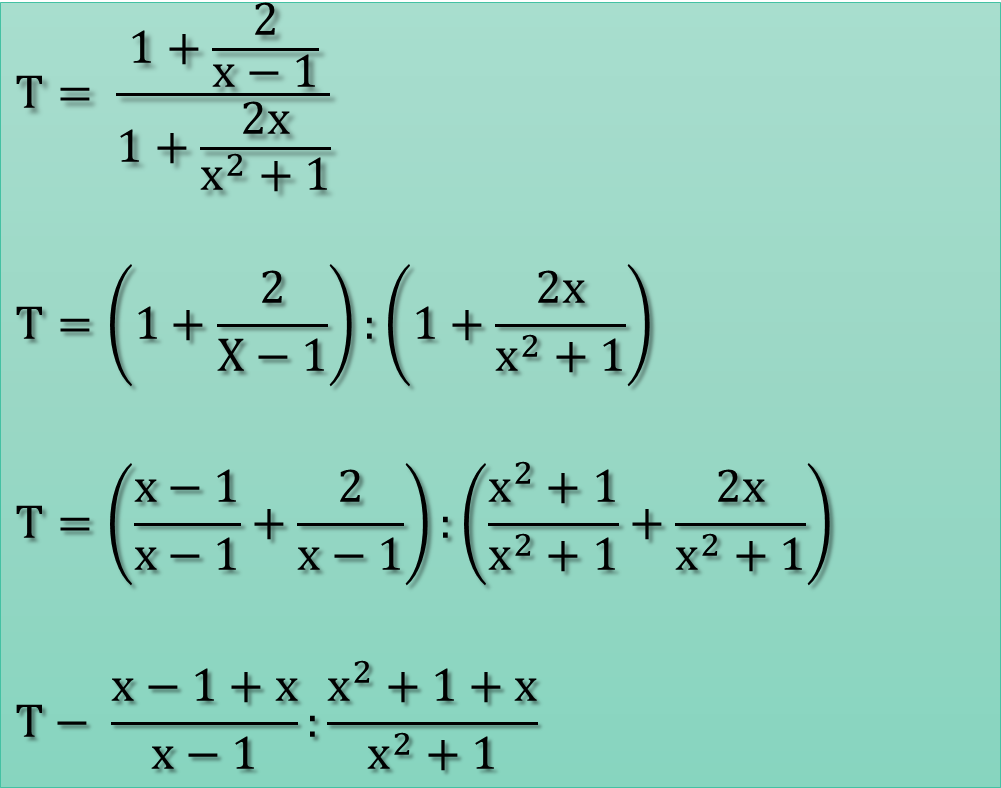 T = (1 + 2/(x − 1)) / (1 + 2x/(x² + 1))
T = (1 + 2/(X − 1)) : (1 + 2x/(x² + 1))
T = ((x − 1)/(x − 1) + 2/(x − 1)) : ((x² + 1)/(x² + 1) + 2x/(x² + 1))
T − (x − 1 + x)/(x − 1) : (x² + 1 + x)/(x² + 1)